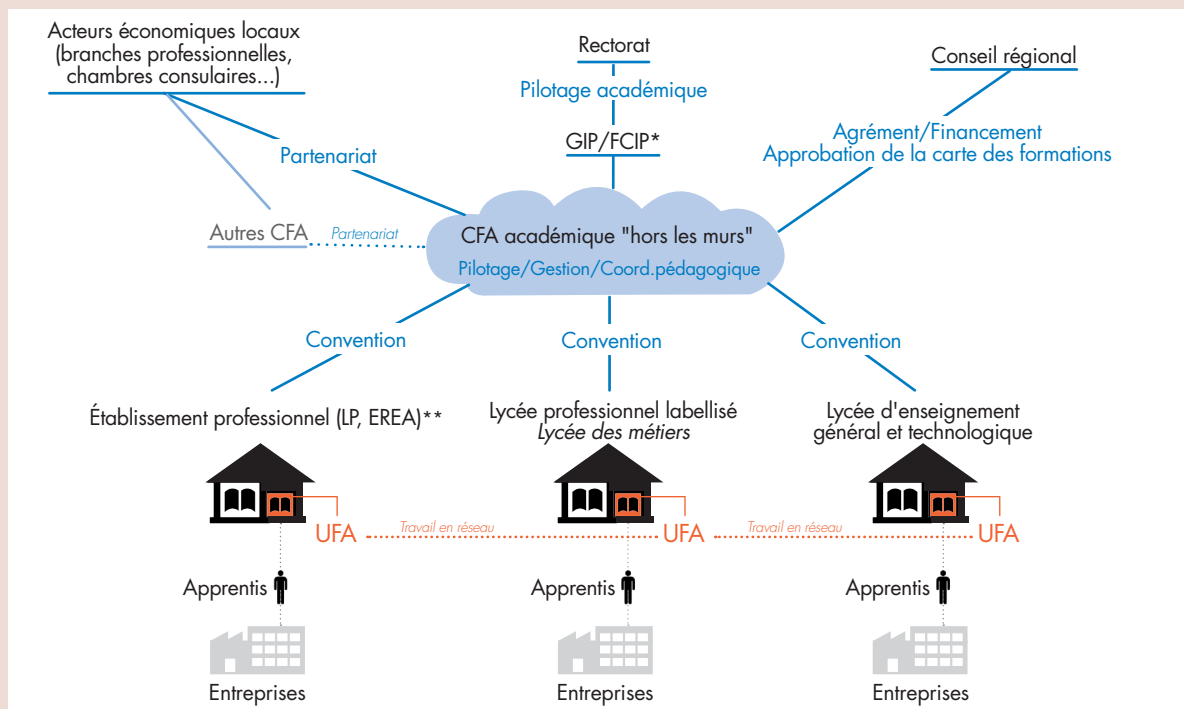 Acteurs économiques locaux
(branches professionnelles,
chambres consulaires...)
Rectorat
Conseil régional
Pilotage académique
Agrément/Financement
Approbation de la carte des formations
GIP/FCIP*
Partenariat
Autres CFA
Partenariat
CFA académique "hors les murs"
Pilotage/Gestion/Coord.pédagogique
Convention
Convention
Convention
Établissement professionnel (LP, EREA)**
Lycée professionnel labellisé
Lycée des métiers
Lycée d'enseignement
général et technologique
UFA
Travail en réseau
UFA
Travail en réseau
UFA
Apprentis
Apprentis
Apprentis
Entreprises
Entreprises
Entreprises